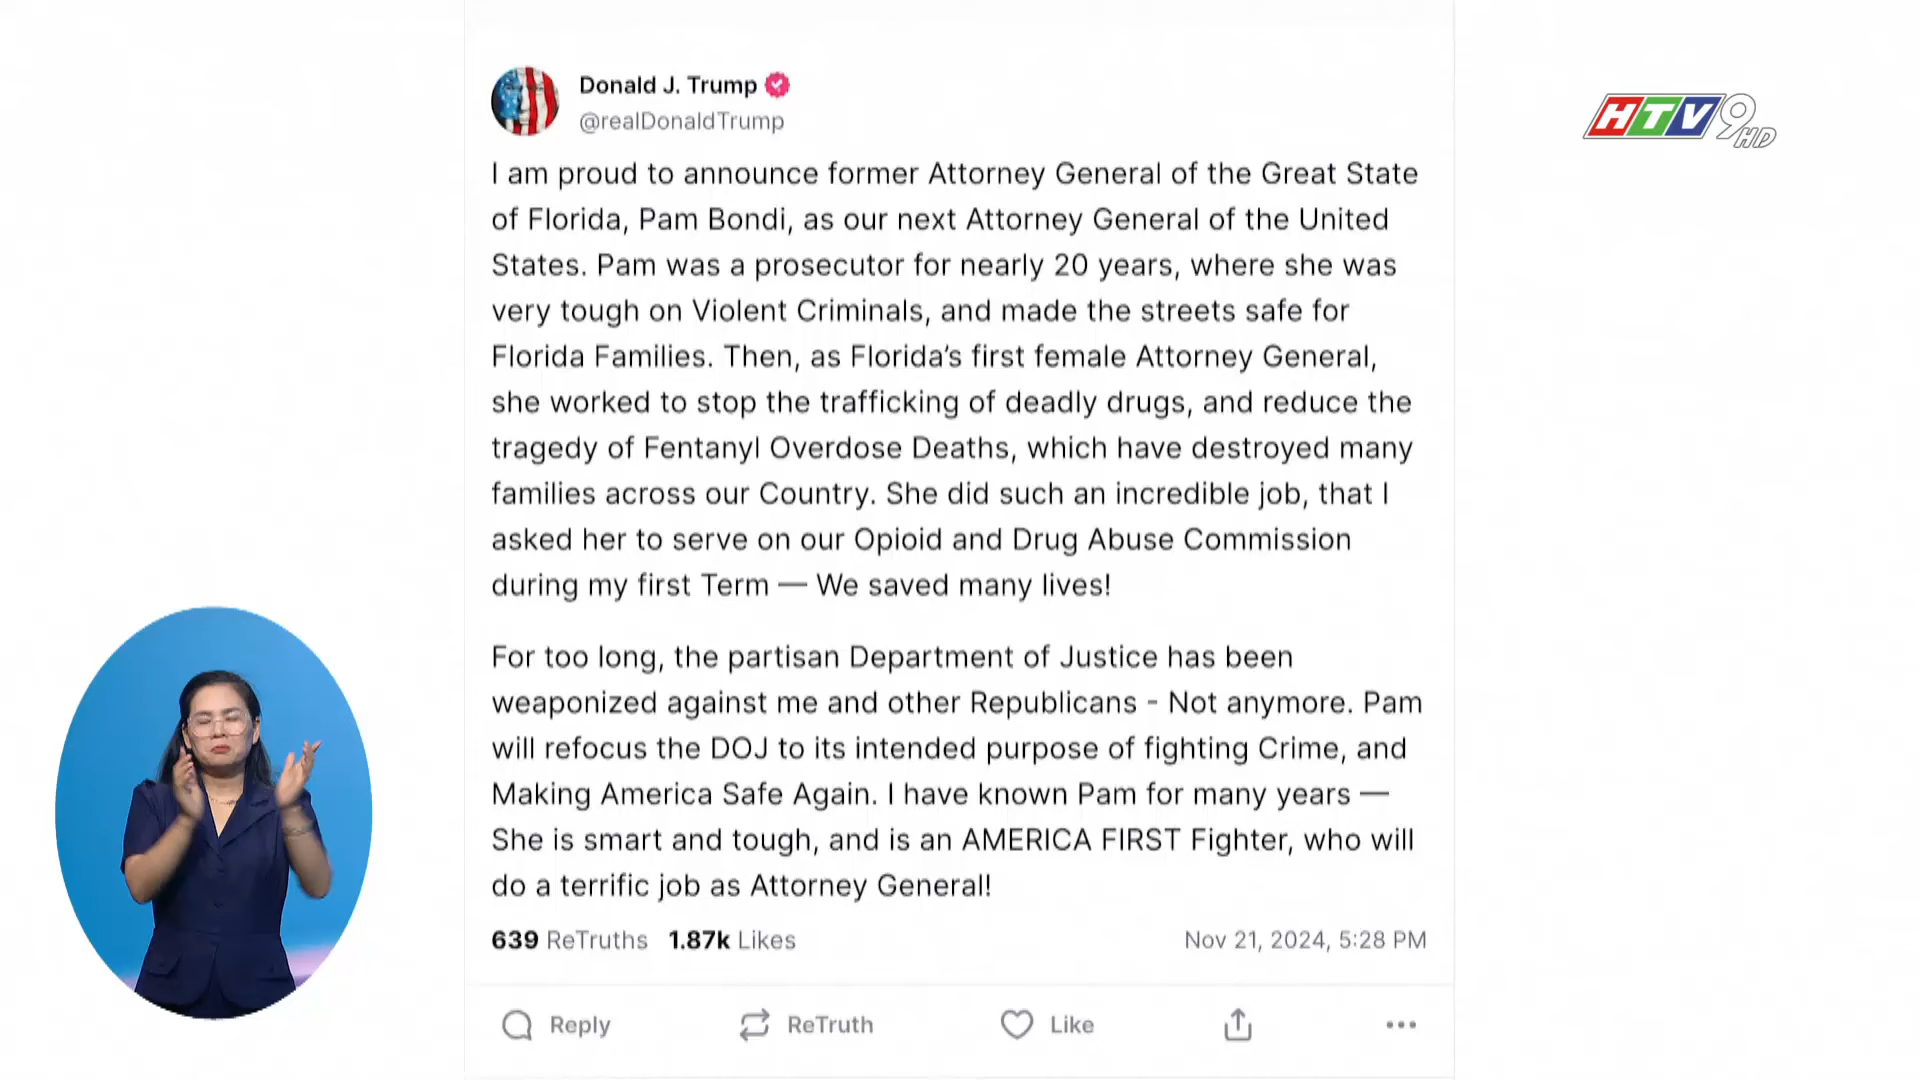 Donald J. Trump
@realDonaldTrump
HTV9
HD
I am proud to announce former Attorney General of the Great State
of Florida, Pam Bondi, as our next Attorney General of the United
States. Pam was a prosecutor for nearly 20 years, where she was
very tough on Violent Criminals, and made the streets safe for
Florida Families. Then, as Florida’s first female Attorney General,
she worked to stop the trafficking of deadly drugs, and reduce the
tragedy of Fentanyl Overdose Deaths, which have destroyed many
families across our Country. She did such an incredible job, that I
asked her to serve on our Opioid and Drug Abuse Commission
during my first Term — We saved many lives!
For too long, the partisan Department of Justice has been
weaponized against me and other Republicans - Not anymore. Pam
will refocus the DOJ to its intended purpose of fighting Crime, and
Making America Safe Again. I have known Pam for many years —
She is smart and tough, and is an AMERICA FIRST Fighter, who will
do a terrific job as Attorney General!
639 ReTruths 1.87k Likes Nov 21, 2024, 5:28 PM
Reply ReTruth Like